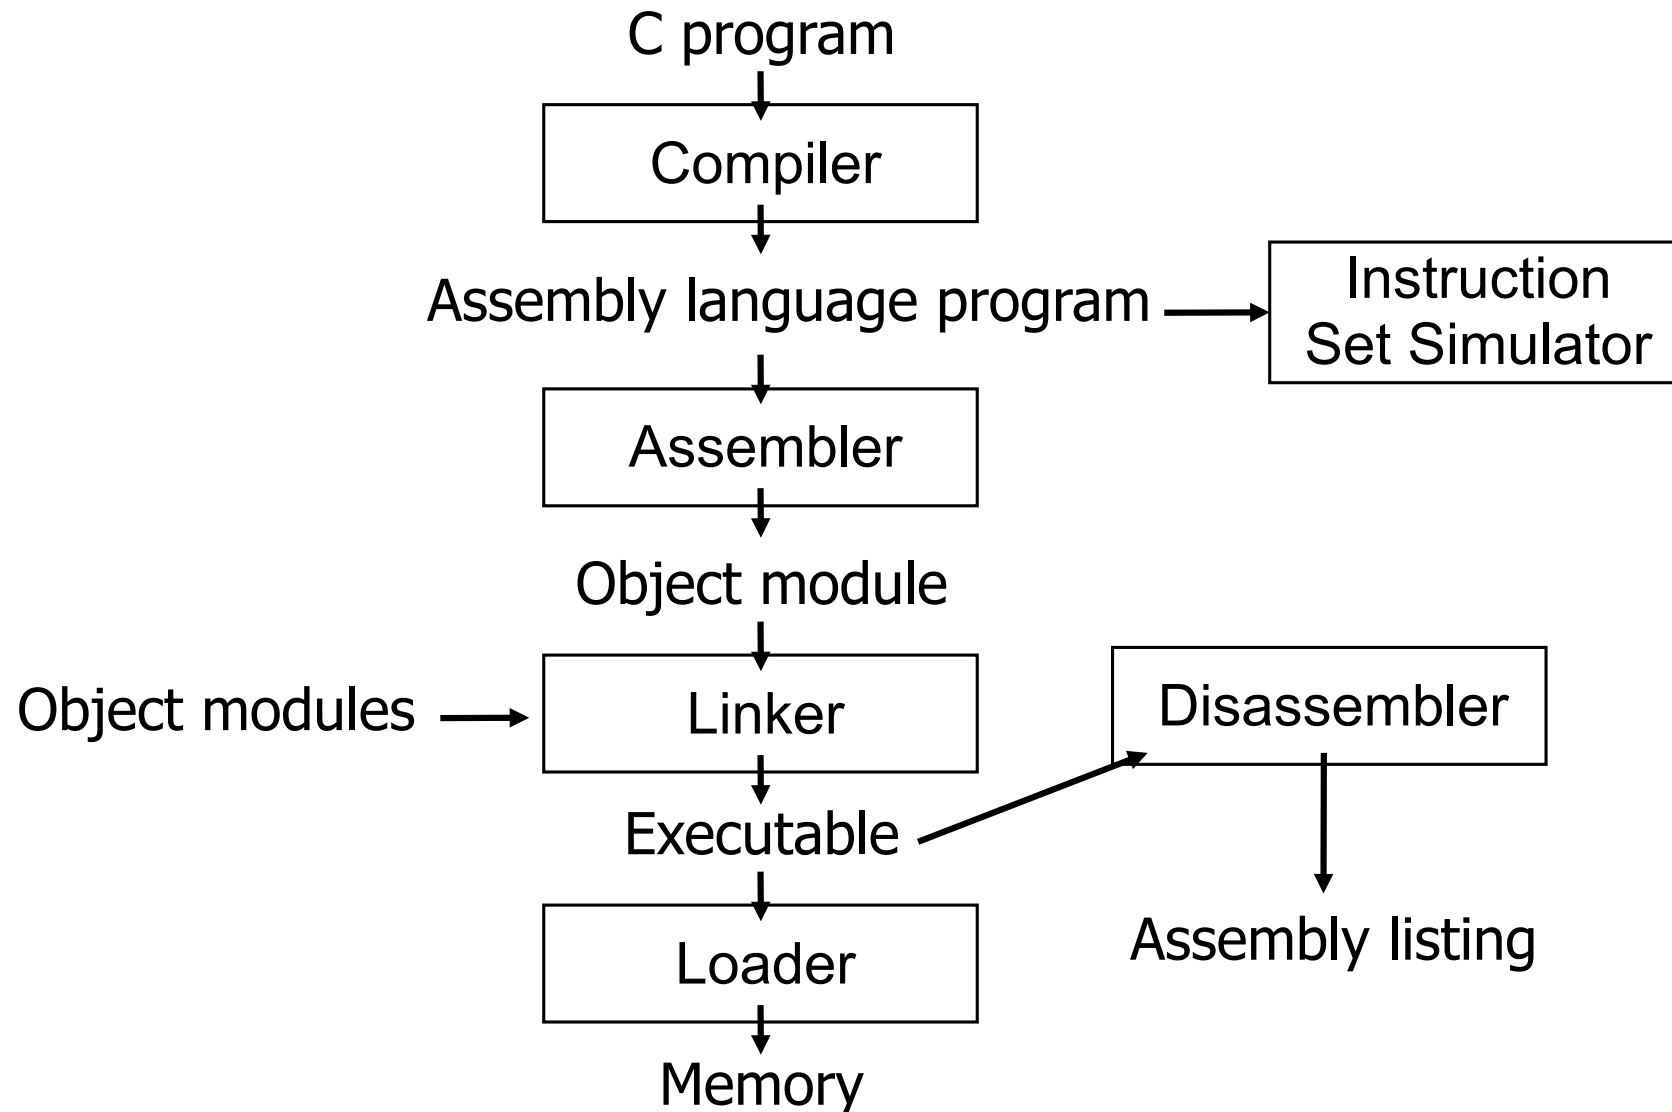 C program
Compiler
Assembly language program
Instruction
Set Simulator
Assembler
Object module
Object modules
Linker
Disassembler
Executable
Assembly listing
Loader
Memory